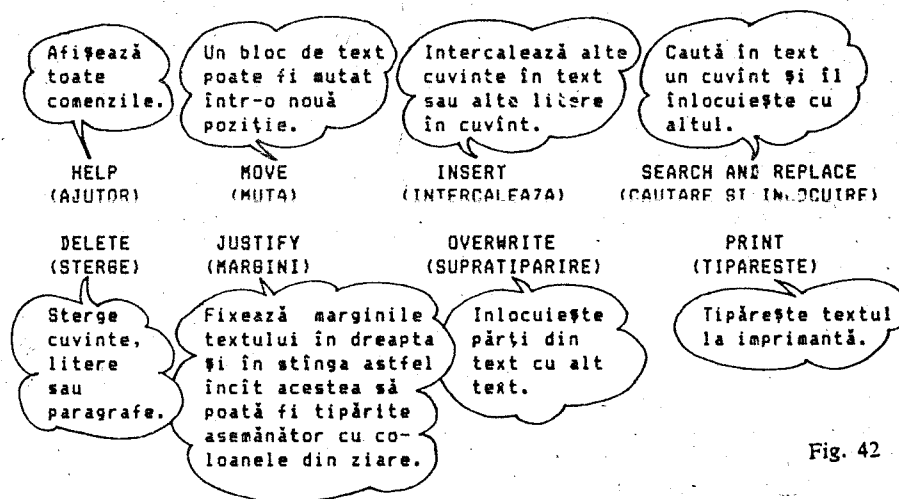 Afişează
toate
comenzile.
HELP
(AJUTOR)
Un bloc de text
poate fi mutat
într-o nouă
poziţie.
MOVE
(MUTA)
Intercalează alte
cuvinte în text
sau alte litere
în cuvînt.
INSERT
(INTERCALEAZA)
Caută în text
un cuvînt şi îl
înlocuieşte cu
altul.
SEARCH AND REPLACE
(CAUTARE SI INLOCUIRE)
DELETE
(STERGE)
Sterge
cuvinte,
litere
sau
paragrafe.
JUSTIFY
(MARGINI)
Fixează marginile
textului în dreapta
şi în stînga astfel
încît acestea să
poată fi tipărite
asemănător cu co-
loanele din ziare.
OVERWRITE
(SUPRATIPARIRE)
Inlocuieşte
părţi din
text cu alt
text.
PRINT
(TIPARESTE)
Tipăreşte textul
la imprimantă.
Fig. 42